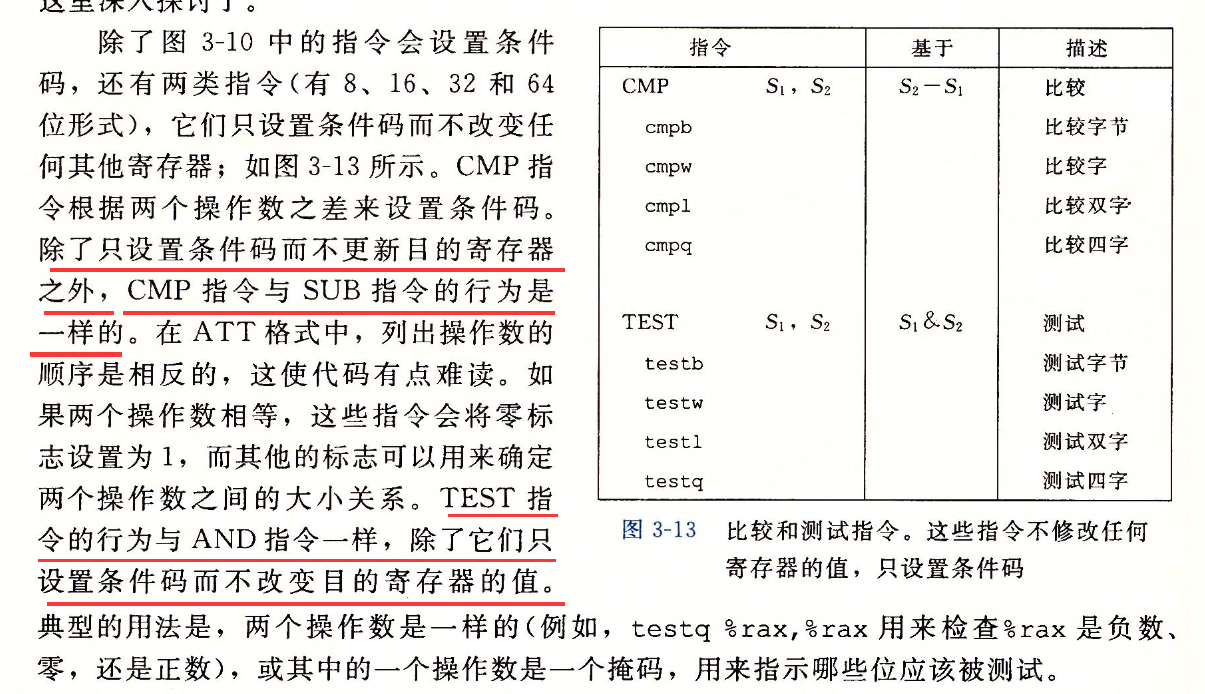 这里深入探讨了。
除了图 3-10 中的指令会设置条件
码，还有两类指令(有 8、16、32 和 64
位形式)，它们只设置条件码而不改变任
何其他寄存器；如图 3-13 所示。CMP 指
令根据两个操作数之差来设置条件码。
除了只设置条件码而不更新目的寄存器
之外，CMP 指令与 SUB 指令的行为是
一样的。在 ATT 格式中，列出操作数的
顺序是相反的，这使代码有点难读。如
果两个操作数相等，这些指令会将零标
志设置为 1，而其他的标志可以用来确定
两个操作数之间的大小关系。TEST 指
令的行为与 AND 指令一样，除了它们只
设置条件码而不改变目的寄存器的值。
指令 基于 描述
CMP S₁，S₂ S₂－S₁ 比较
cmpb 比较字节
cmpw 比较字
cmpl 比较双字
cmpq 比较四字
TEST S₁，S₂ S₁&S₂ 测试
testb 测试字节
testw 测试字
testl 测试双字
testq 测试四字
图 3-13 比较和测试指令。这些指令不修改任何
寄存器的值，只设置条件码
典型的用法是，两个操作数是一样的(例如，testq %rax,%rax 用来检查%rax 是负数、
零，还是正数)，或其中的一个操作数是一个掩码，用来指示哪些位应该被测试。